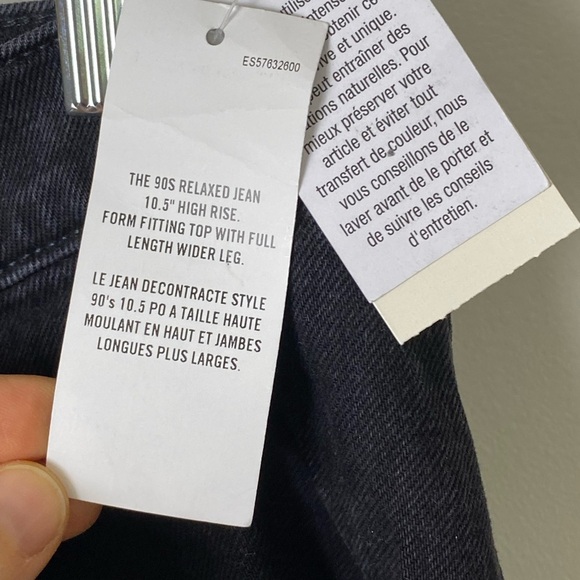 ES57632600
THE 90S RELAXED JEAN
10.5" HIGH RISE.
FORM FITTING TOP WITH FULL
LENGTH WIDER LEG.
LE JEAN DECONTRACTE STYLE
90's 10.5 PO A TAILLE HAUTE
MOULANT EN HAUT ET JAMBES
LONGUES PLUS LARGES.
et unique.
entraîner des
naturelles. Pour
mieux préserver votre
article et éviter tout
transfert de couleur, nous
vous conseillons de le
laver avant de le porter et
de suivre les conseils
d'entretien.